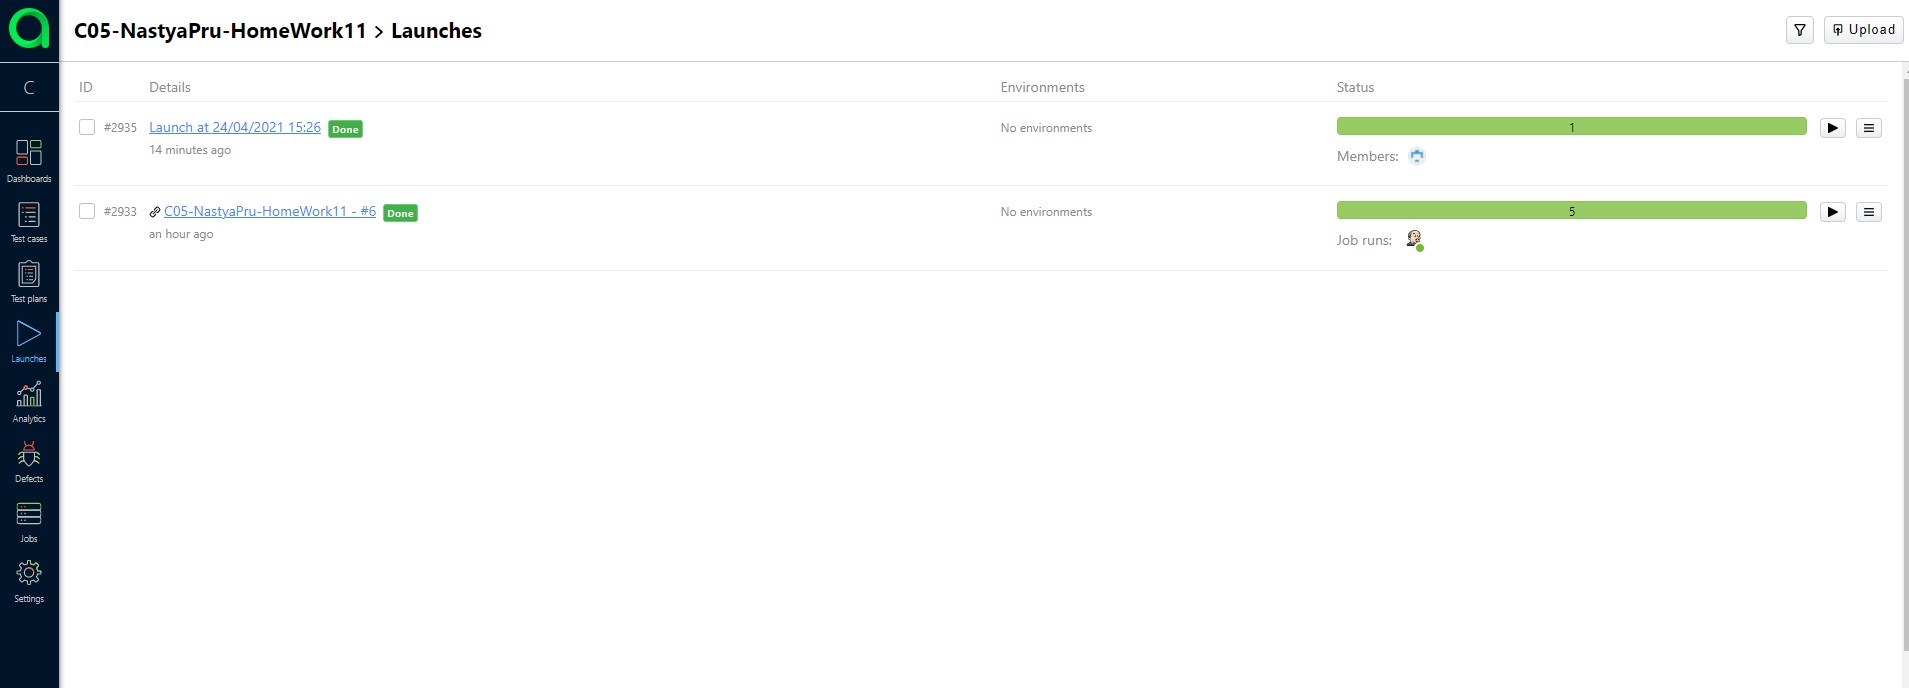 C05-NastyaPru-HomeWork11 > Launches
Upload
C
Dashboards
Test cases
Test plans
Launches
Analytics
Defects
Jobs
Settings
ID Details Environments Status
#2935 Launch at 24/04/2021 15:26 Done No environments 1
14 minutes ago Members:
#2933 C05-NastyaPru-HomeWork11 - #6 Done No environments 5
an hour ago Job runs: